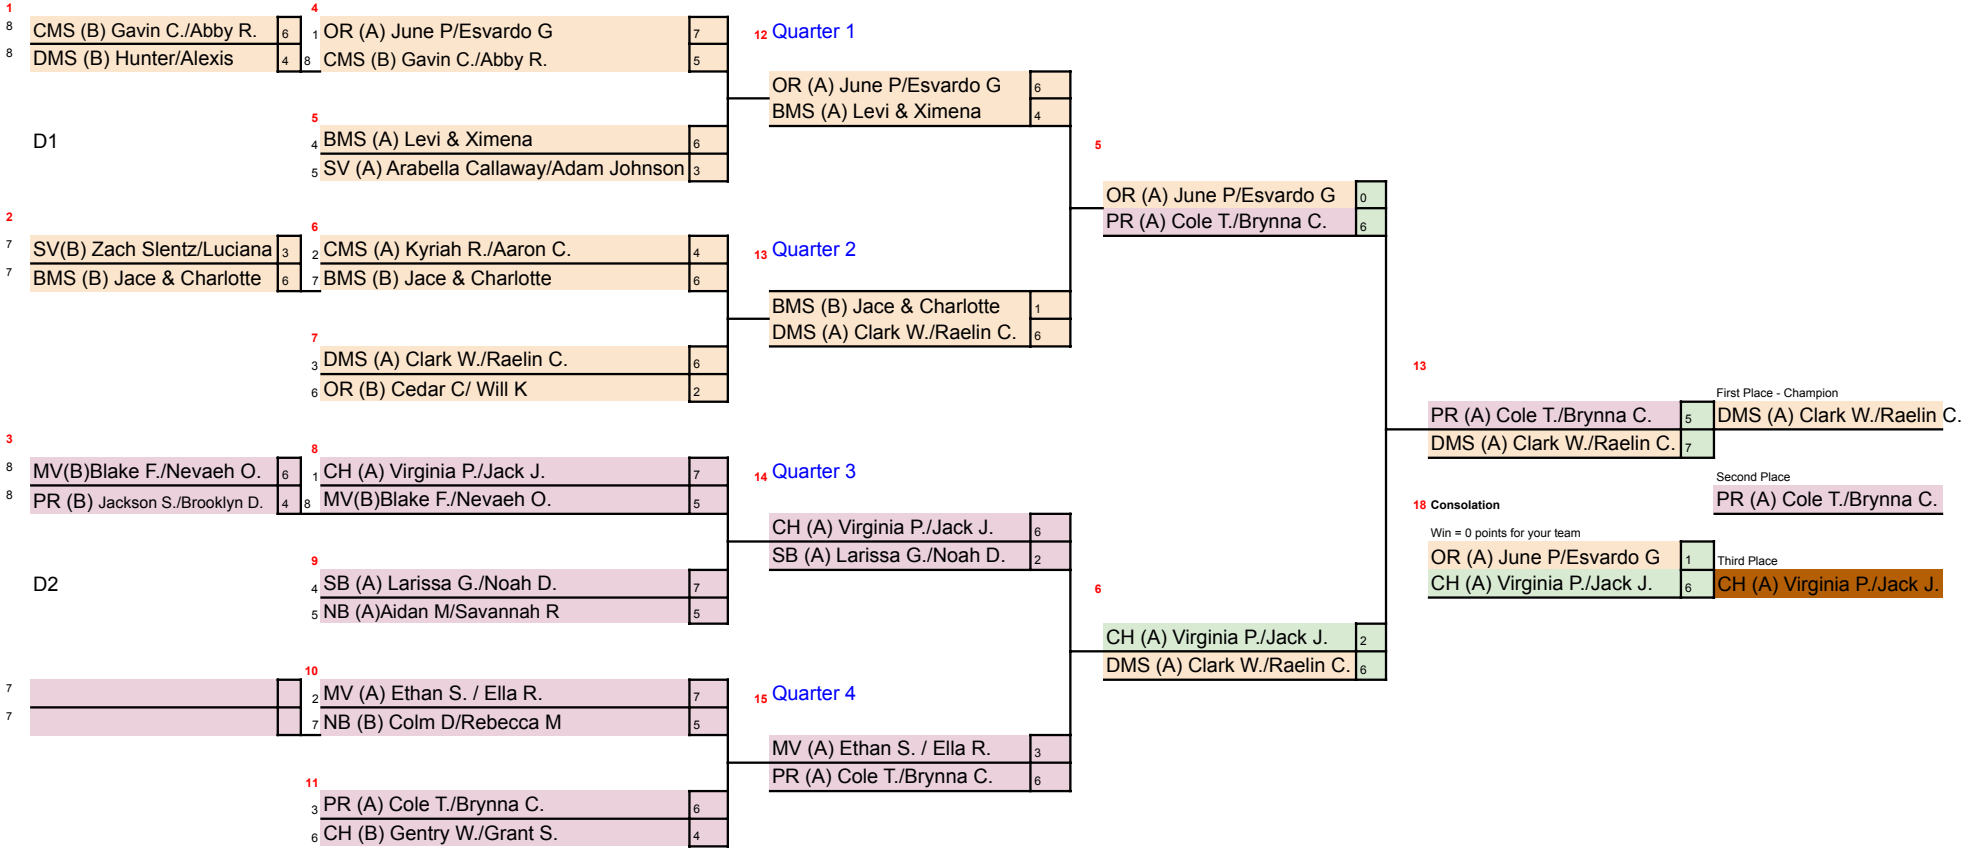 1
8 CMS (B) Gavin C./Abby R. 6
8 DMS (B) Hunter/Alexis 4
D1
2
7 SV(B) Zach Slentz/Luciana 3
7 BMS (B) Jace & Charlotte 6
3
8 MV(B)Blake F./Nevaeh O. 6
8 PR (B) Jackson S./Brooklyn D. 4
D2
7
7
4
1 OR (A) June P/Esvardo G 7
8 CMS (B) Gavin C./Abby R. 5
5
4 BMS (A) Levi & Ximena 6
5 SV (A) Arabella Callaway/Adam Johnson 3
6
2 CMS (A) Kyriah R./Aaron C. 4
7 BMS (B) Jace & Charlotte 6
7
3 DMS (A) Clark W./Raelin C. 6
6 OR (B) Cedar C/ Will K 2
8
1 CH (A) Virginia P./Jack J. 7
8 MV(B)Blake F./Nevaeh O. 5
9
4 SB (A) Larissa G./Noah D. 7
5 NB (A)Aidan M/Savannah R 5
10
2 MV (A) Ethan S. / Ella R. 7
7 NB (B) Colm D/Rebecca M 5
11
3 PR (A) Cole T./Brynna C. 6
6 CH (B) Gentry W./Grant S. 4
12 Quarter 1
OR (A) June P/Esvardo G 6
BMS (A) Levi & Ximena 4
13 Quarter 2
BMS (B) Jace & Charlotte 1
DMS (A) Clark W./Raelin C. 6
14 Quarter 3
CH (A) Virginia P./Jack J. 6
SB (A) Larissa G./Noah D. 2
15 Quarter 4
MV (A) Ethan S. / Ella R. 3
PR (A) Cole T./Brynna C. 6
5
OR (A) June P/Esvardo G 0
PR (A) Cole T./Brynna C. 6
6
CH (A) Virginia P./Jack J. 2
DMS (A) Clark W./Raelin C. 6
13
PR (A) Cole T./Brynna C. 5
DMS (A) Clark W./Raelin C. 7
First Place - Champion
DMS (A) Clark W./Raelin C.
Second Place
PR (A) Cole T./Brynna C.
18 Consolation
Win = 0 points for your team
OR (A) June P/Esvardo G 1
CH (A) Virginia P./Jack J. 6
Third Place
CH (A) Virginia P./Jack J.